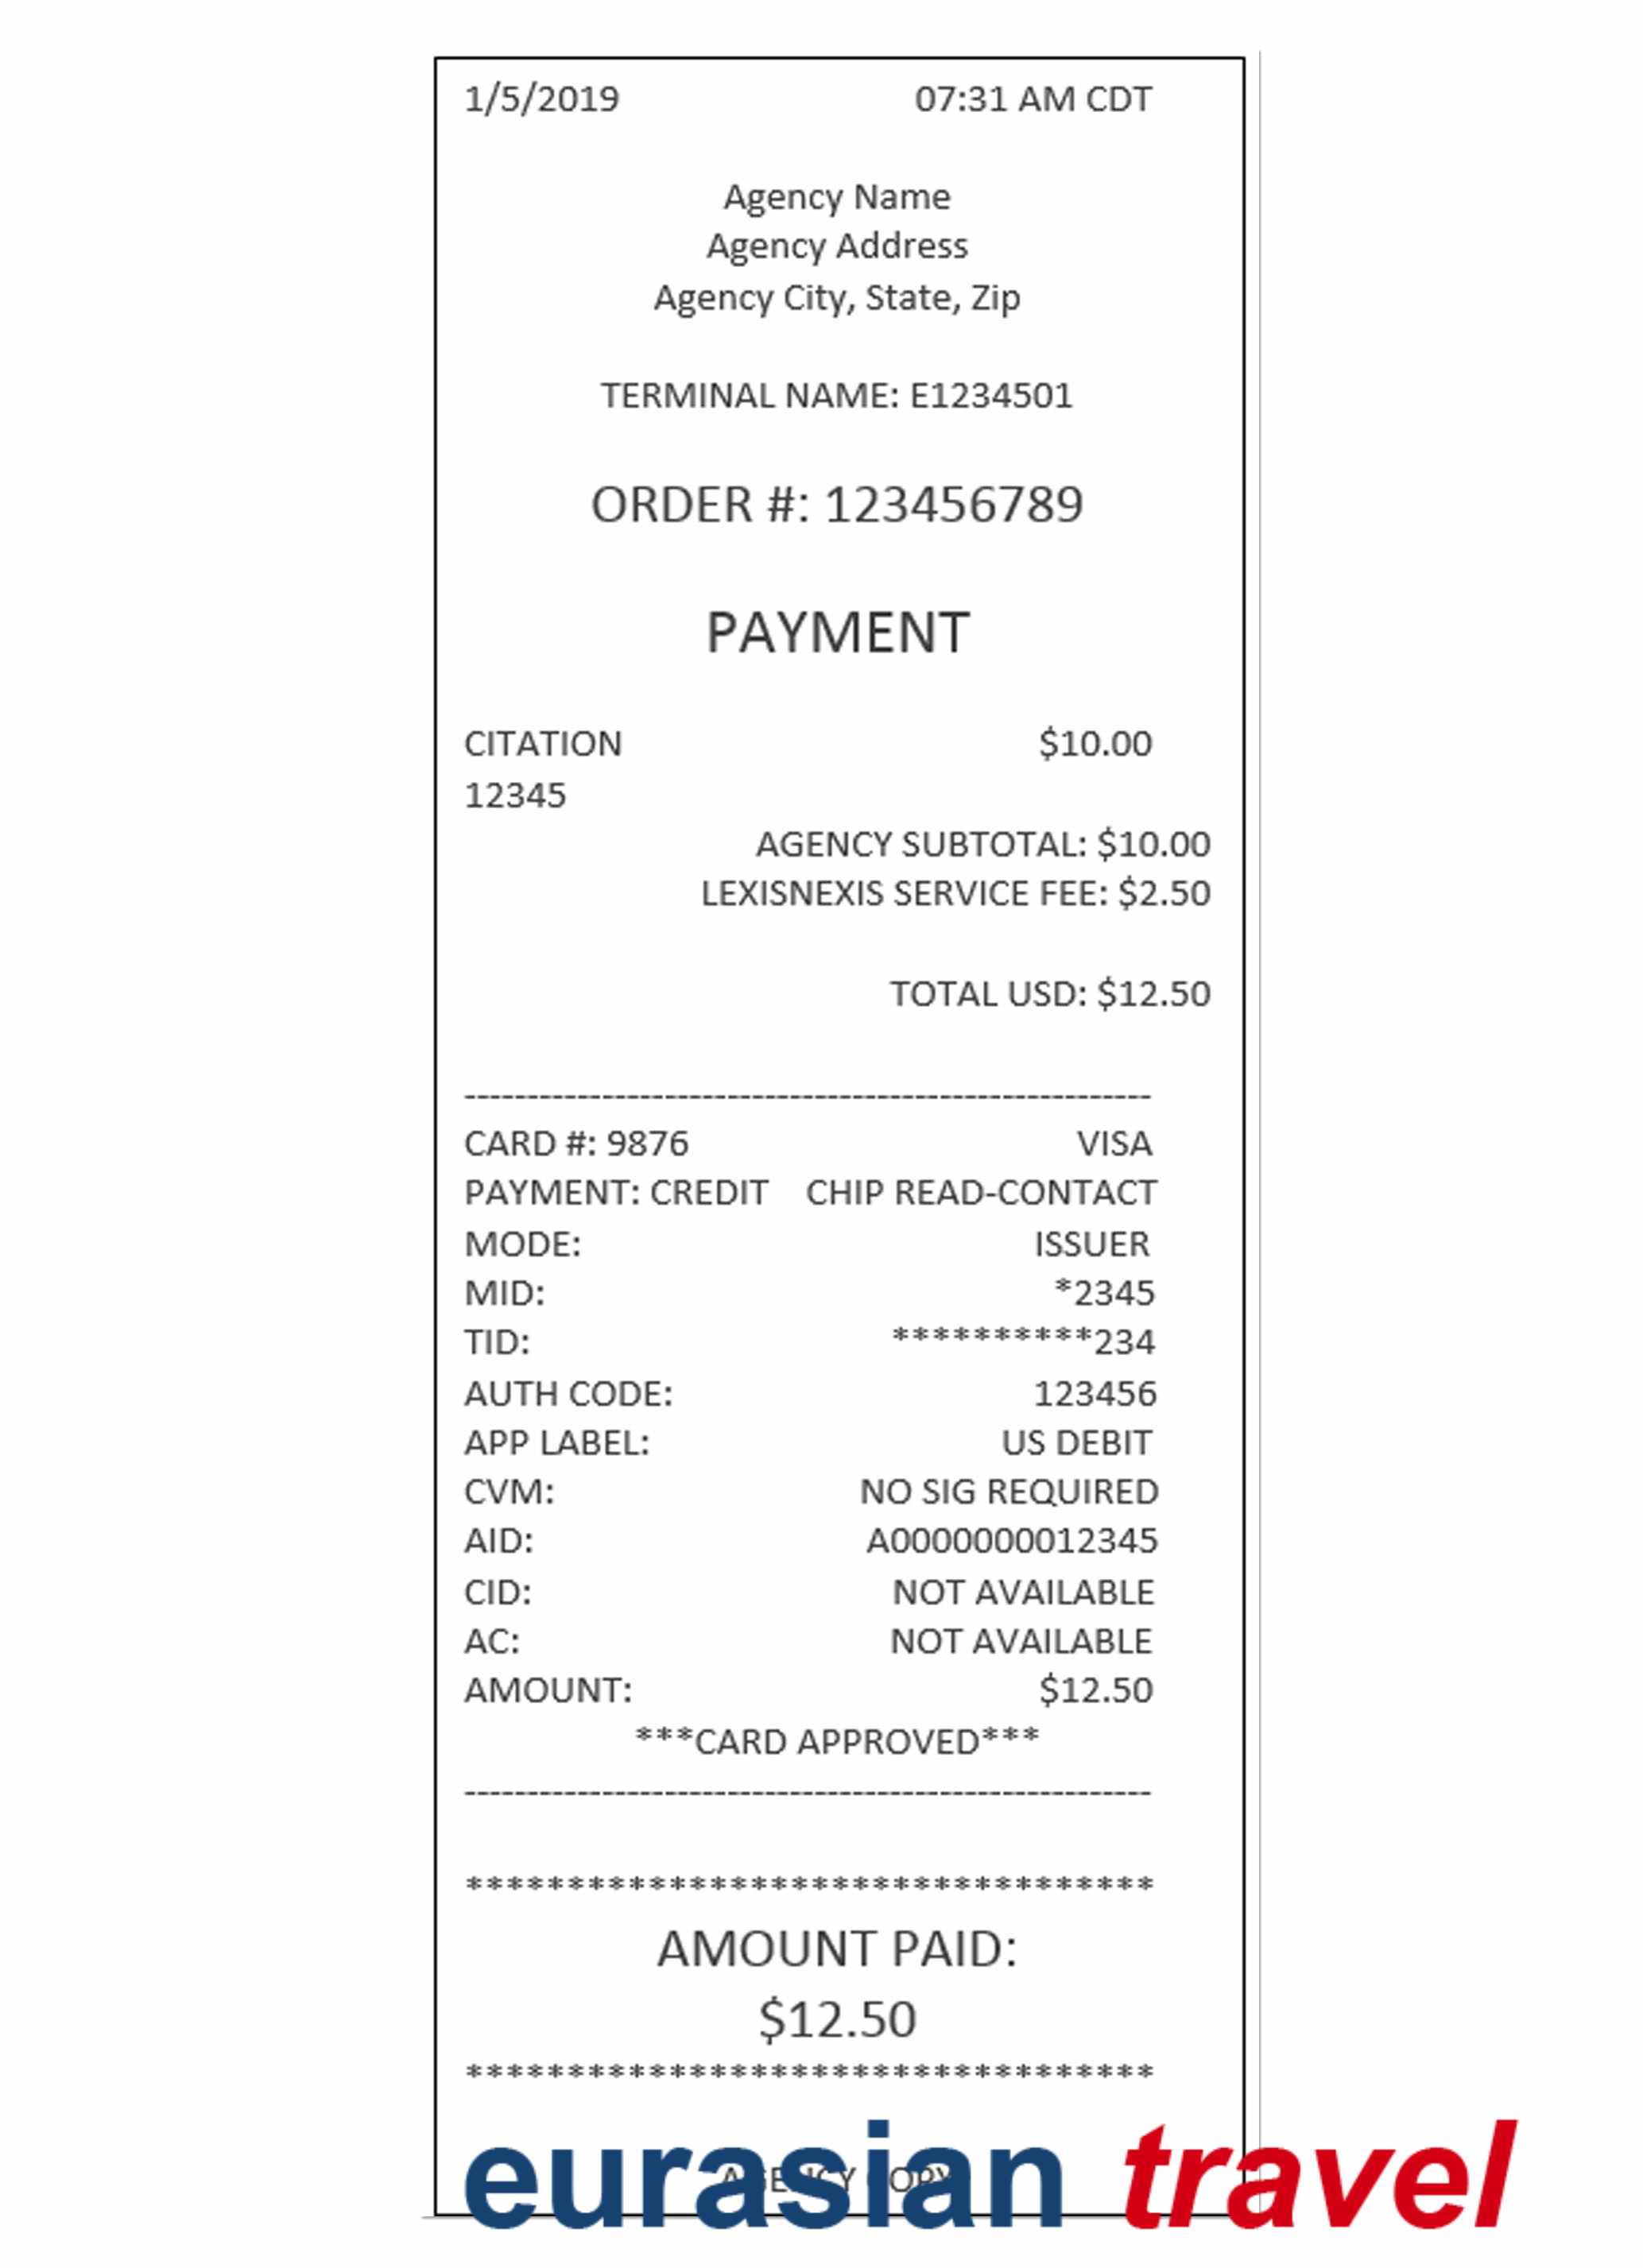 1/5/2019 07:31 AM CDT
Agency Name
Agency Address
Agency City, State, Zip
TERMINAL NAME: E1234501
ORDER #: 123456789
PAYMENT
CITATION $10.00
12345
AGENCY SUBTOTAL: $10.00
LEXISNEXIS SERVICE FEE: $2.50
TOTAL USD: $12.50
-------------------------------------------------------
CARD #: 9876 VISA
PAYMENT: CREDIT CHIP READ-CONTACT
MODE: ISSUER
MID: *2345
TID: **********234
AUTH CODE: 123456
APP LABEL: US DEBIT
CVM: NO SIG REQUIRED
AID: A0000000012345
CID: NOT AVAILABLE
AC: NOT AVAILABLE
AMOUNT: $12.50
***CARD APPROVED***
-------------------------------------------------------
**********************************
AMOUNT PAID:
$12.50
**********************************
AGENCY COPY
eurasian travel